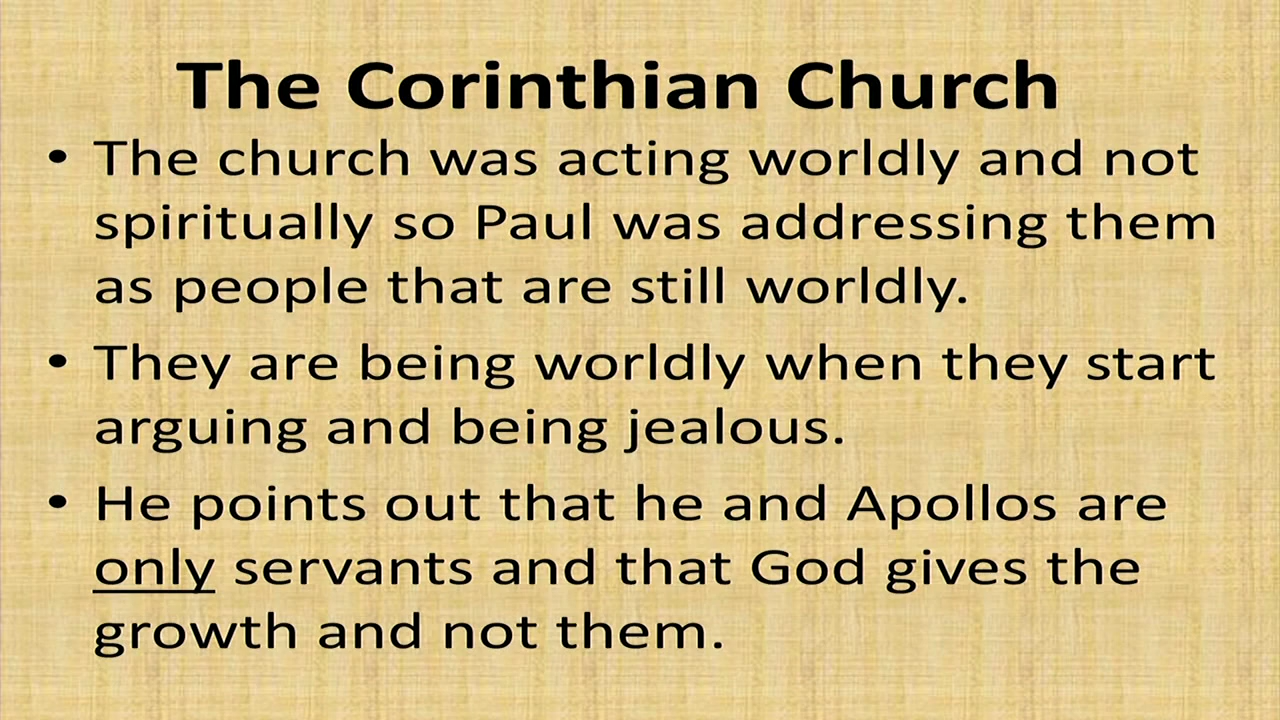 The Corinthian Church
• The church was acting worldly and not
spiritually so Paul was addressing them
as people that are still worldly.
• They are being worldly when they start
arguing and being jealous.
• He points out that he and Apollos are
only servants and that God gives the
growth and not them.